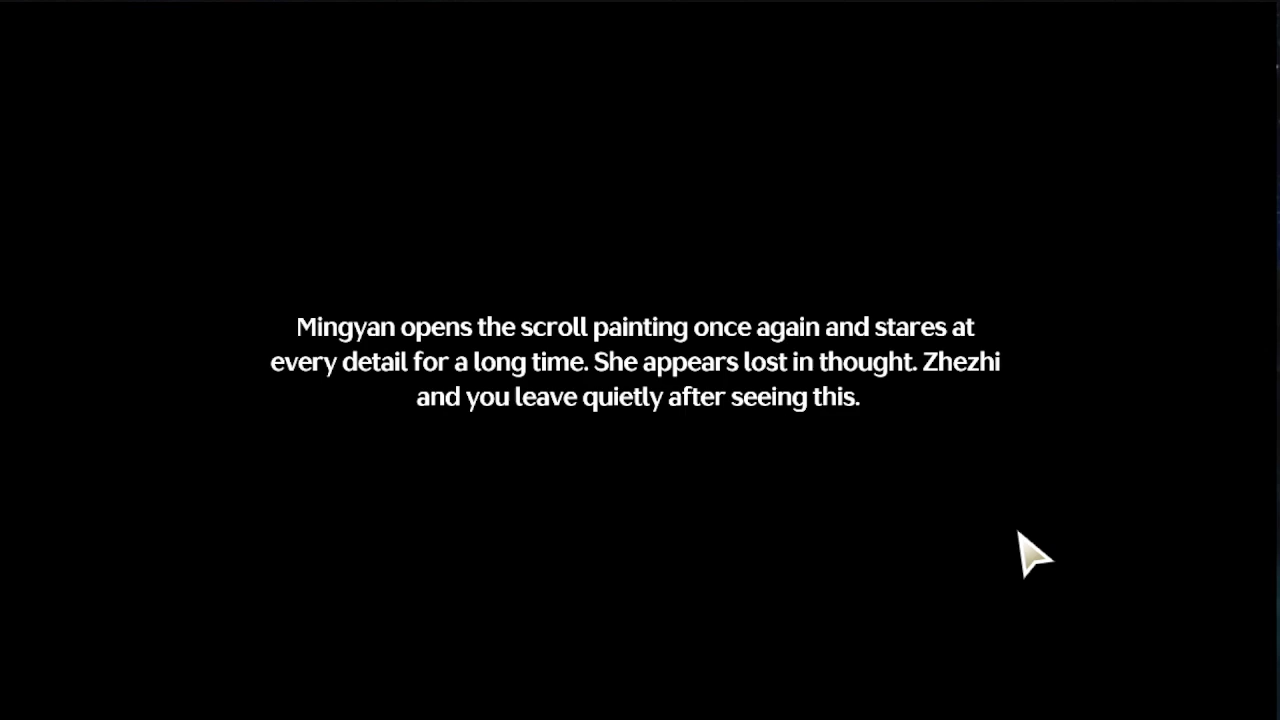 Mingyan opens the scroll painting once again and stares at
every detail for a long time. She appears lost in thought. Zhezhi
and you leave quietly after seeing this.